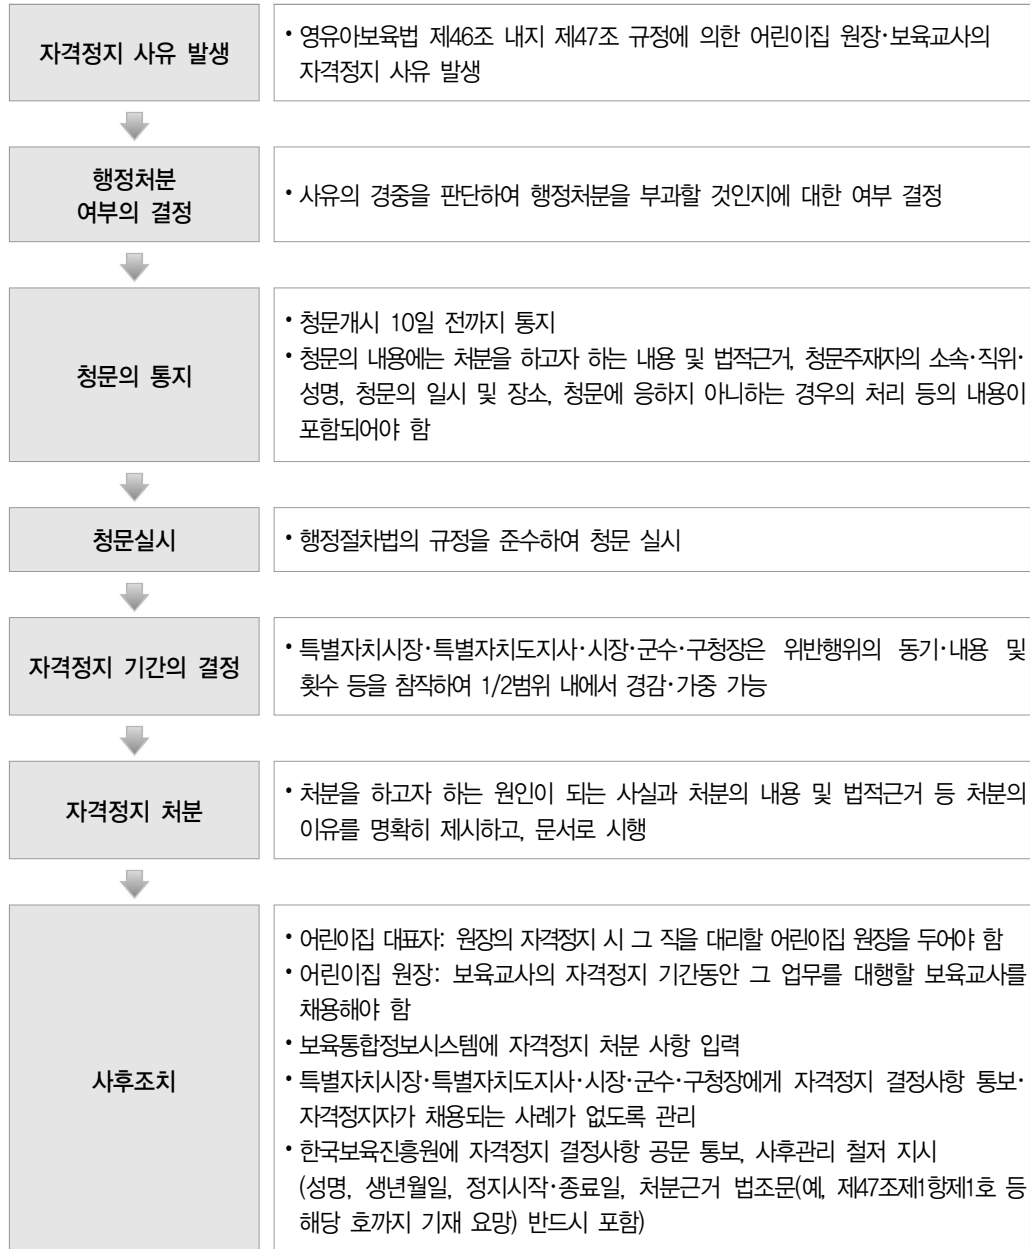 자격정지 사유 발생
• 영유아보육법 제46조 내지 제47조 규정에 의한 어린이집 원장·보육교사의
자격정지 사유 발생
행정처분
여부의 결정
• 사유의 경중을 판단하여 행정처분을 부과할 것인지에 대한 여부 결정
청문의 통지
• 청문개시 10일 전까지 통지
• 청문의 내용에는 처분을 하고자 하는 내용 및 법적근거, 청문주재자의 소속·직위·
성명, 청문의 일시 및 장소, 청문에 응하지 아니하는 경우의 처리 등의 내용이
포함되어야 함
청문실시
• 행정절차법의 규정을 준수하여 청문 실시
자격정지 기간의 결정
• 특별자치시장·특별자치도지사·시장·군수·구청장은 위반행위의 동기·내용 및
횟수 등을 참작하여 1/2범위 내에서 경감·가중 가능
자격정지 처분
• 처분을 하고자 하는 원인이 되는 사실과 처분의 내용 및 법적근거 등 처분의
이유를 명확히 제시하고, 문서로 시행
사후조치
• 어린이집 대표자: 원장의 자격정지 시 그 직을 대리할 어린이집 원장을 두어야 함
• 어린이집 원장: 보육교사의 자격정지 기간동안 그 업무를 대행할 보육교사를
채용해야 함
• 보육통합정보시스템에 자격정지 처분 사항 입력
• 특별자치시장·특별자치도지사·시장·군수·구청장에게 자격정지 결정사항 통보·
자격정지자가 채용되는 사례가 없도록 관리
• 한국보육진흥원에 자격정지 결정사항 공문 통보, 사후관리 철저 지시
(성명, 생년월일, 정지시작·종료일, 처분근거 법조문(예, 제47조제1항제1호 등
해당 호까지 기재 요망) 반드시 포함)